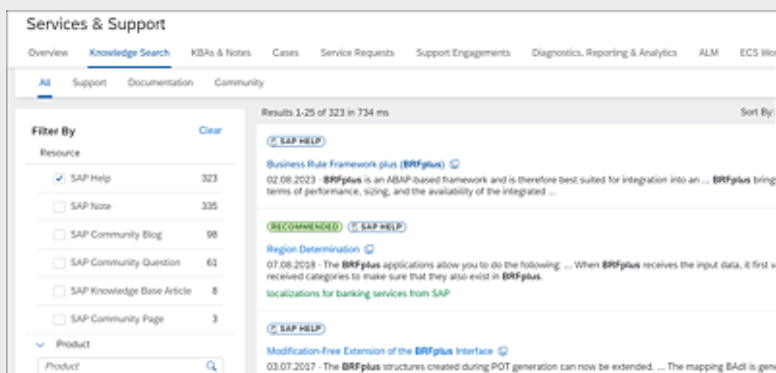 Services & Support
Overview Knowledge Search KBAs & Notes Cases Service Requests Support Engagements Diagnostics, Reporting & Analytics ALM ECS
All Support Documentation Community
Results 1-25 of 323 in 734 ms Sort By:
Filter By Clear
Resource
SAP Help 323
SAP Note 335
SAP Community Blog 98
SAP Community Question 61
SAP Knowledge Base Article 8
SAP Community Page 3
Product
Product
SAP HELP
Business Rule Framework plus (BRFplus)
02.08.2023 - BRFplus is an ABAP-based framework and is therefore best suited for integration into an ... BRFplus bring
terms of performance, sizing, and the availability of the integrated ...
RECOMMENDED SAP HELP
Region Determination
07.08.2018 - The BRFplus applications allow you to do the following: ... When BRFplus receives the input data, it first
received categories to make sure that they also exist in BRFplus.
localizations for banking services from SAP
SAP HELP
Modification-Free Extension of the BRFplus Interface
03.07.2017 - The BRFplus structures created during POT generation can now be extended. ... The mapping BAdI is